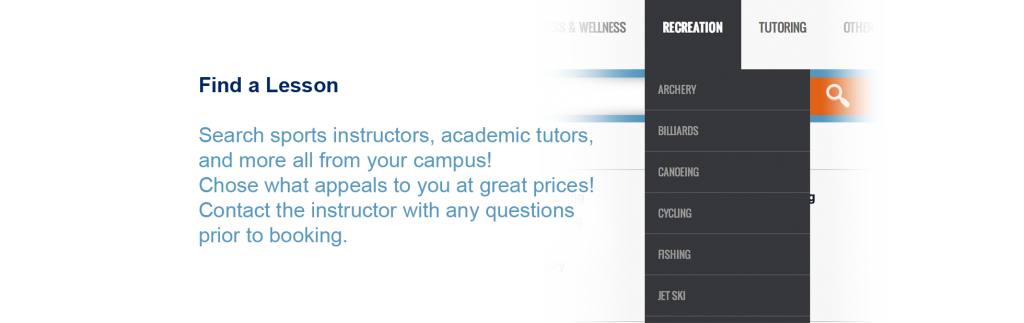 & WELLNESS RECREATION TUTORING OTHER
Find a Lesson
ARCHERY
Search sports instructors, academic tutors,
BILLIARDS
and more all from your campus!
CANOEING
Chose what appeals to you at great prices!
Contact the instructor with any questions
CYCLING
prior to booking.
FISHING
JET SKI